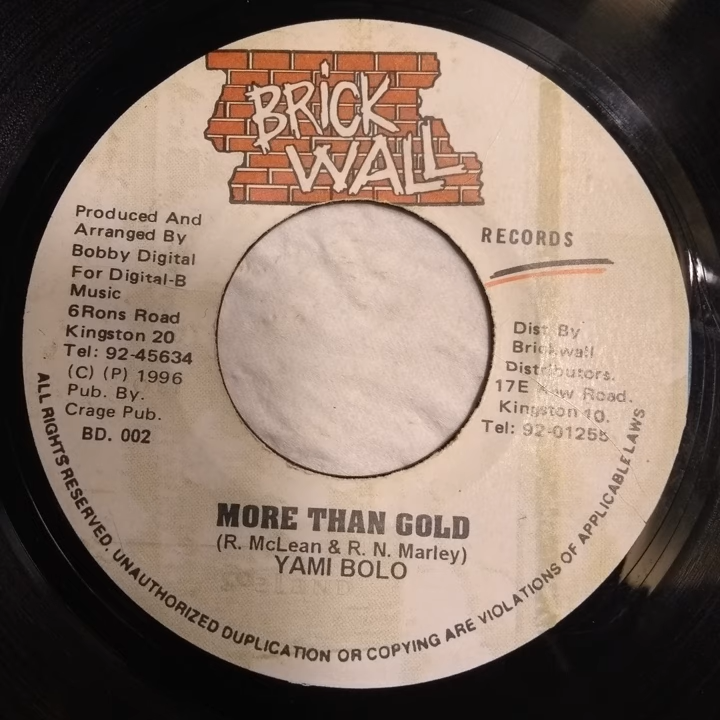 BRICK
WALL
RECORDS
Produced And
Arranged By
Bobby Digital
For Digital-B
Music
6Rons Road
Kingston 20
Tel: 92-45634
(C) (P) 1996
Pub. By.
Crage Pub.
BD. 002
Dist By
Brickwall
Distributors.
17E Road.
Kingston 10.
Tel: 92-01255
MORE THAN GOLD
(R. McLean & R. N. Marley)
YAMI BOLO
ALL RIGHTS RESERVED. UNAUTHORIZED DUPLICATION OR COPYING ARE VIOLATIONS OF APPLICABLE LAWS